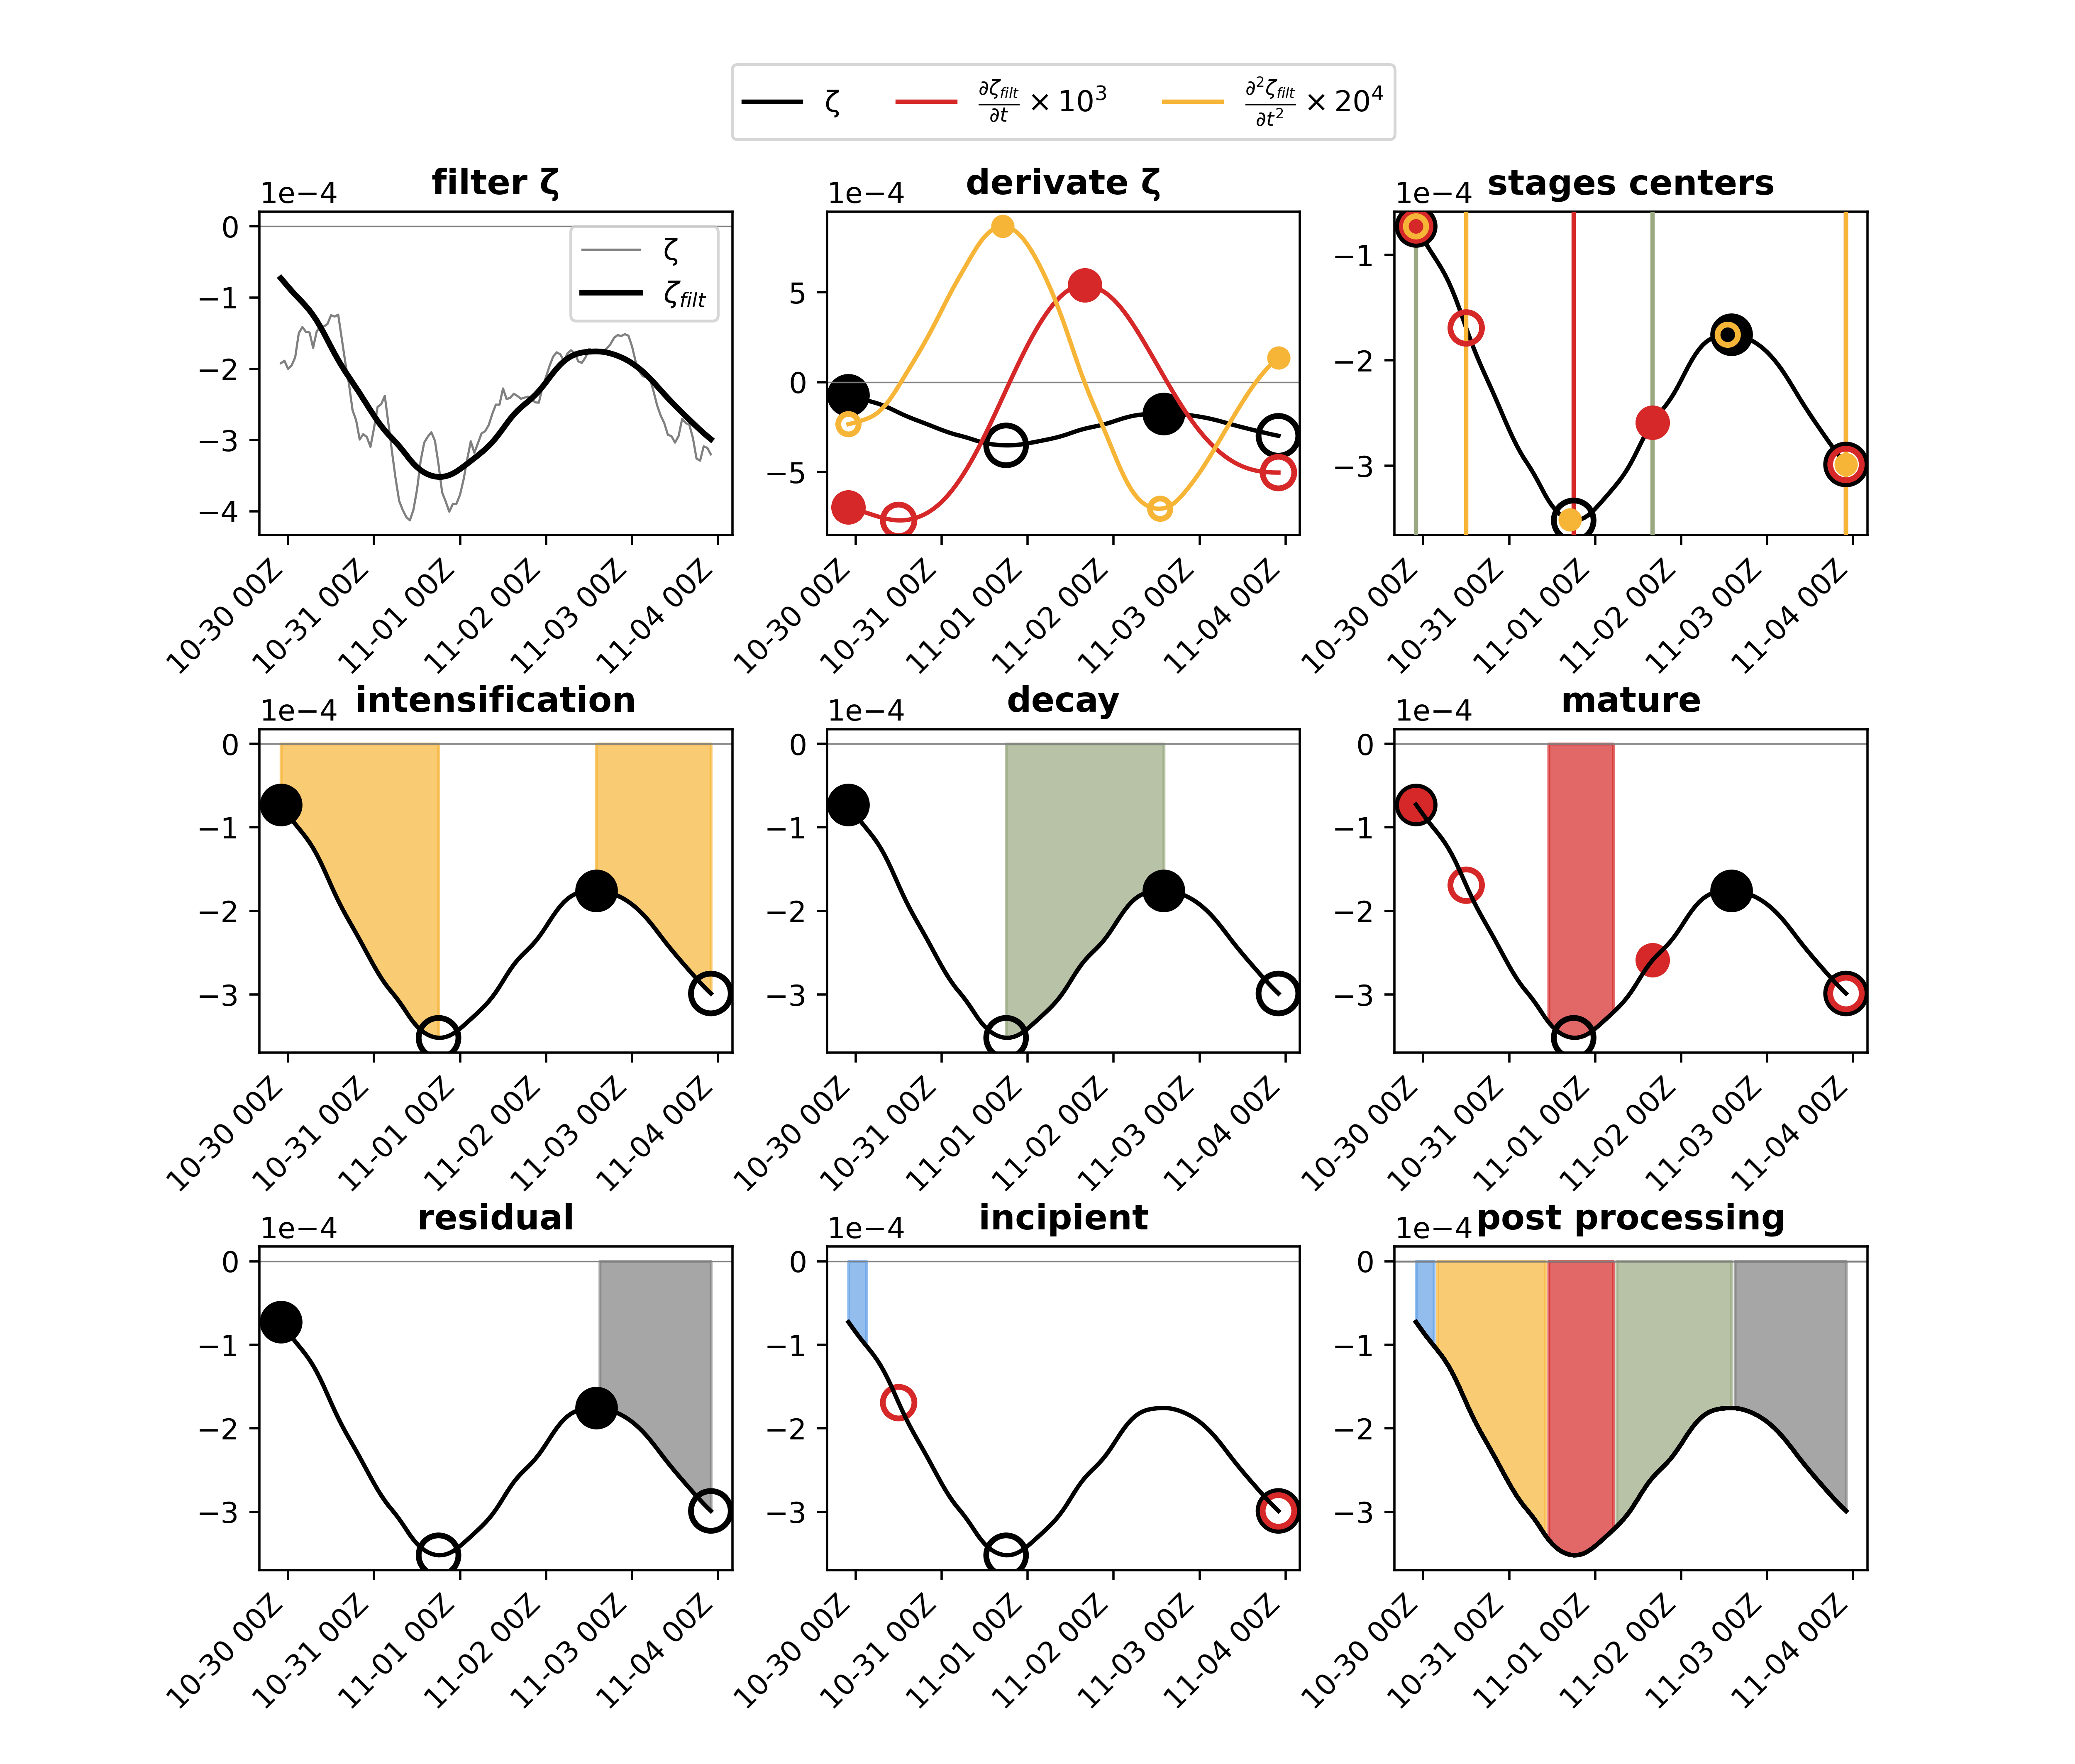 ζ ∂ζfilt/∂t × 10³ ∂²ζfilt/∂t² × 20⁴
filter ζ
1e−4
ζ
ζfilt
0
−1
−2
−3
−4
10-30 00Z 10-31 00Z 11-01 00Z 11-02 00Z 11-03 00Z 11-04 00Z
derivate ζ
1e−4
5
0
−5
10-30 00Z 10-31 00Z 11-01 00Z 11-02 00Z 11-03 00Z 11-04 00Z
stages centers
1e−4
−1
−2
−3
10-30 00Z 10-31 00Z 11-01 00Z 11-02 00Z 11-03 00Z 11-04 00Z
intensification
1e−4
0
−1
−2
−3
10-30 00Z 10-31 00Z 11-01 00Z 11-02 00Z 11-03 00Z 11-04 00Z
decay
1e−4
0
−1
−2
−3
10-30 00Z 10-31 00Z 11-01 00Z 11-02 00Z 11-03 00Z 11-04 00Z
mature
1e−4
0
−1
−2
−3
10-30 00Z 10-31 00Z 11-01 00Z 11-02 00Z 11-03 00Z 11-04 00Z
residual
1e−4
0
−1
−2
−3
10-30 00Z 10-31 00Z 11-01 00Z 11-02 00Z 11-03 00Z 11-04 00Z
incipient
1e−4
0
−1
−2
−3
10-30 00Z 10-31 00Z 11-01 00Z 11-02 00Z 11-03 00Z 11-04 00Z
post processing
1e−4
0
−1
−2
−3
10-30 00Z 10-31 00Z 11-01 00Z 11-02 00Z 11-03 00Z 11-04 00Z